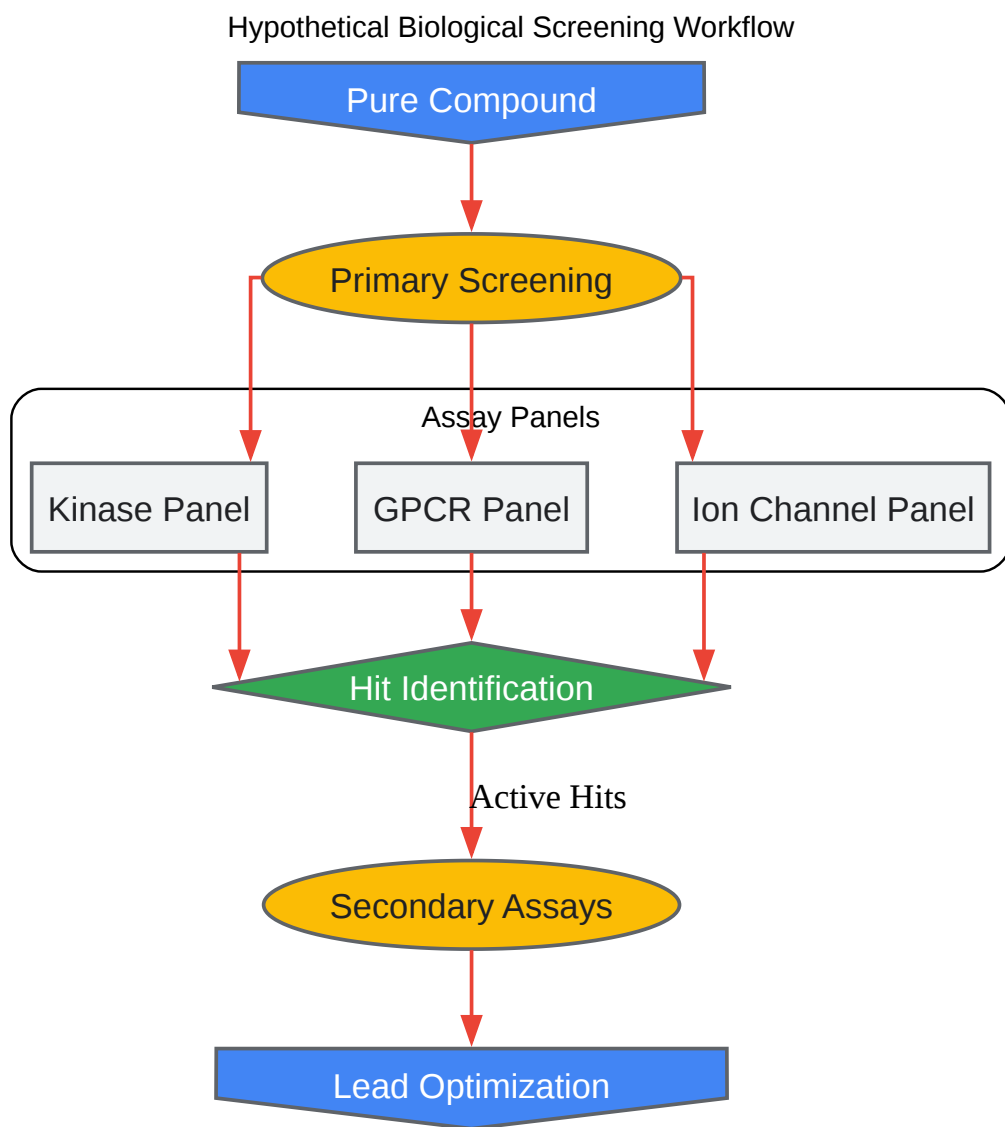 Hypothetical Biological Screening Workflow
Pure Compound
Primary Screening
Assay Panels
Kinase Panel
GPCR Panel
Ion Channel Panel
Hit Identification
Active Hits
Secondary Assays
Lead Optimization